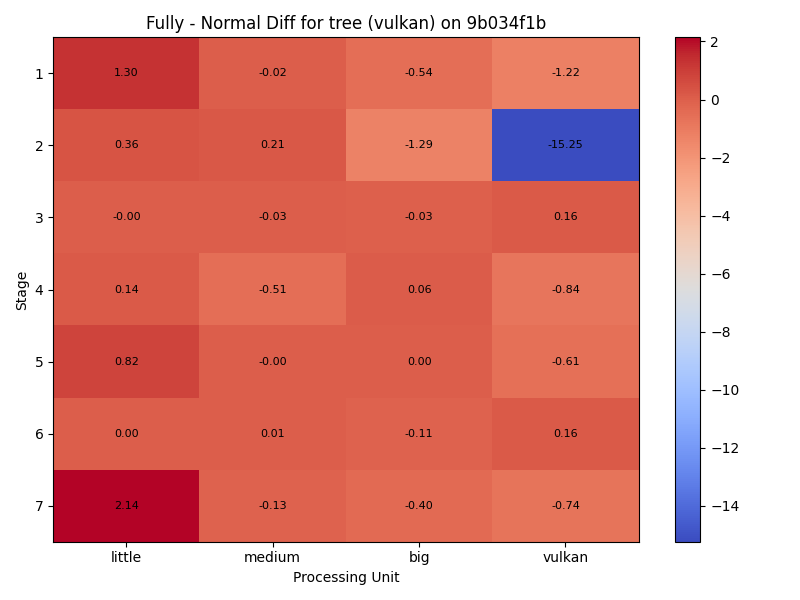 Fully - Normal Diff for tree (vulkan) on 9b034f1b
1 1.30 -0.02 -0.54 -1.22
2 0.36 0.21 -1.29 -15.25
3 -0.00 -0.03 -0.03 0.16
4 0.14 -0.51 0.06 -0.84
5 0.82 -0.00 0.00 -0.61
6 0.00 0.01 -0.11 0.16
7 2.14 -0.13 -0.40 -0.74
little medium big vulkan
Processing Unit
Stage
2
0
−2
−4
−6
−8
−10
−12
−14